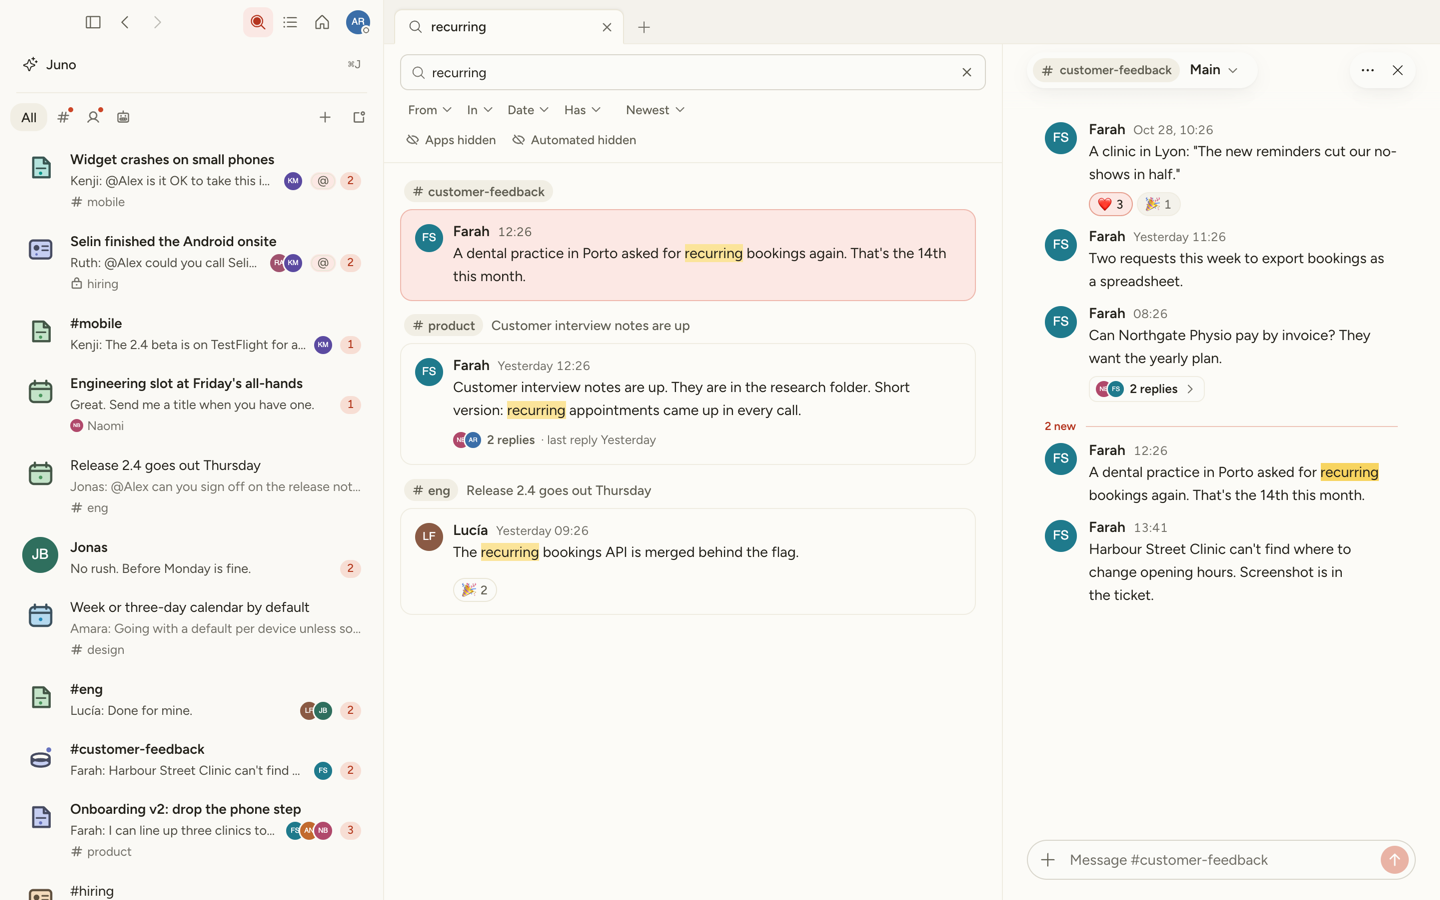 AR
Juno
⌘J
All
Widget crashes on small phones
Kenji: @Alex is it OK to take this i...
KM
@
2
# mobile
Selin finished the Android onsite
Ruth: @Alex could you call Seli...
KM
@
2
hiring
#mobile
Kenji: The 2.4 beta is on TestFlight for a...
KM
1
Engineering slot at Friday's all-hands
Great. Send me a title when you have one.
1
NB Naomi
Release 2.4 goes out Thursday
Jonas: @Alex can you sign off on the release not...
# eng
JB
Jonas
No rush. Before Monday is fine.
2
Week or three-day calendar by default
Amara: Going with a default per device unless so...
# design
#eng
Lucía: Done for mine.
LF JB
2
#customer-feedback
Farah: Harbour Street Clinic can't find ...
FS
2
Onboarding v2: drop the phone step
Farah: I can line up three clinics to...
FS AN NB
3
# product
#hiring
recurring
recurring
From In Date Has Newest
Apps hidden Automated hidden
# customer-feedback
FS
Farah 12:26
A dental practice in Porto asked for recurring bookings again. That's the 14th
this month.
# product Customer interview notes are up
FS
Farah Yesterday 12:26
Customer interview notes are up. They are in the research folder. Short
version: recurring appointments came up in every call.
AR 2 replies · last reply Yesterday
# eng Release 2.4 goes out Thursday
LF
Lucía Yesterday 09:26
The recurring bookings API is merged behind the flag.
🎉 2
# customer-feedback Main
FS
Farah Oct 28, 10:26
A clinic in Lyon: "The new reminders cut our no-
shows in half."
❤️ 3 🎉 1
FS
Farah Yesterday 11:26
Two requests this week to export bookings as
a spreadsheet.
FS
Farah 08:26
Can Northgate Physio pay by invoice? They
want the yearly plan.
FS 2 replies
2 new
FS
Farah 12:26
A dental practice in Porto asked for recurring
bookings again. That's the 14th this month.
FS
Farah 13:41
Harbour Street Clinic can't find where to
change opening hours. Screenshot is in
the ticket.
Message #customer-feedback